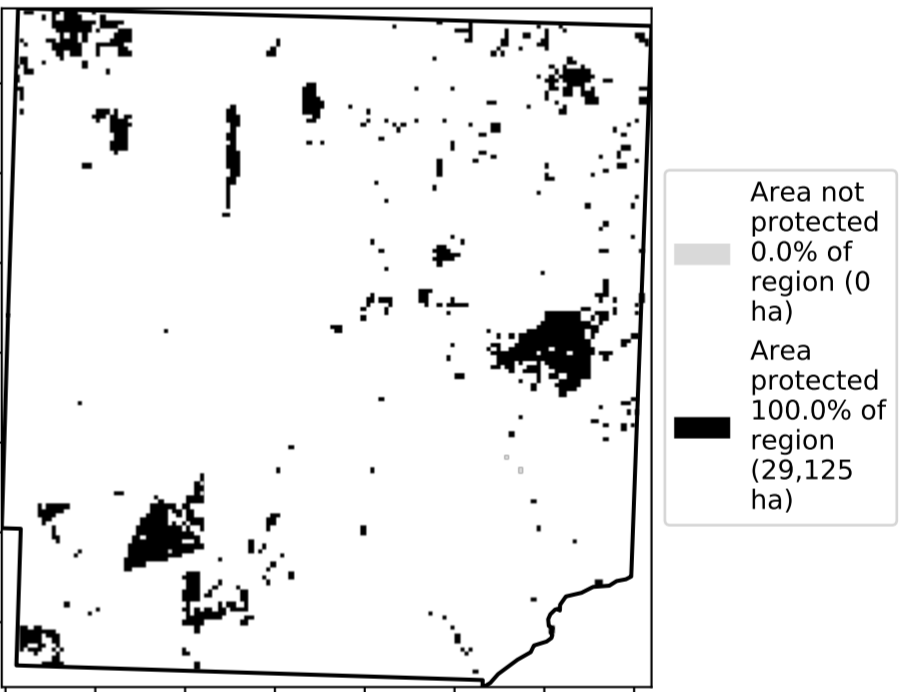 Area not
protected
0.0% of
region (0
ha)
Area
protected
100.0% of
region
(29,125
ha)